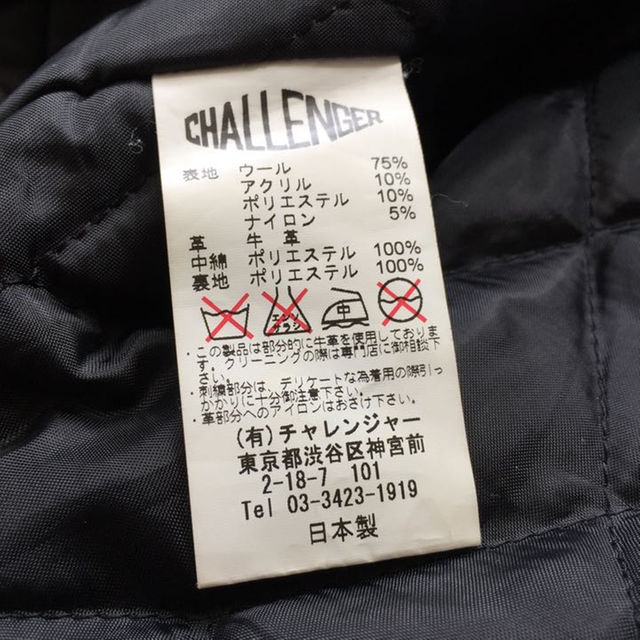 CHALLENGER
表地 ウール 75%
アクリル 10%
ポリエステル 10%
ナイロン 5%
革 牛革
中綿 ポリエステル 100%
裏地 ポリエステル 100%
エンソ サラシ 中
・この製品は部分的に牛革を使用しておりま
す。クリーニングの際は専門店に御相談下
さい。
・刺繍部分は、デリケートな為着用の際引っ
かかりに十分御注意下さい。
・革部分へのアイロンはおさけ下さい。
(有)チャレンジャー
東京都渋谷区神宮前
2-18-7 101
Tel 03-3423-1919
日本製